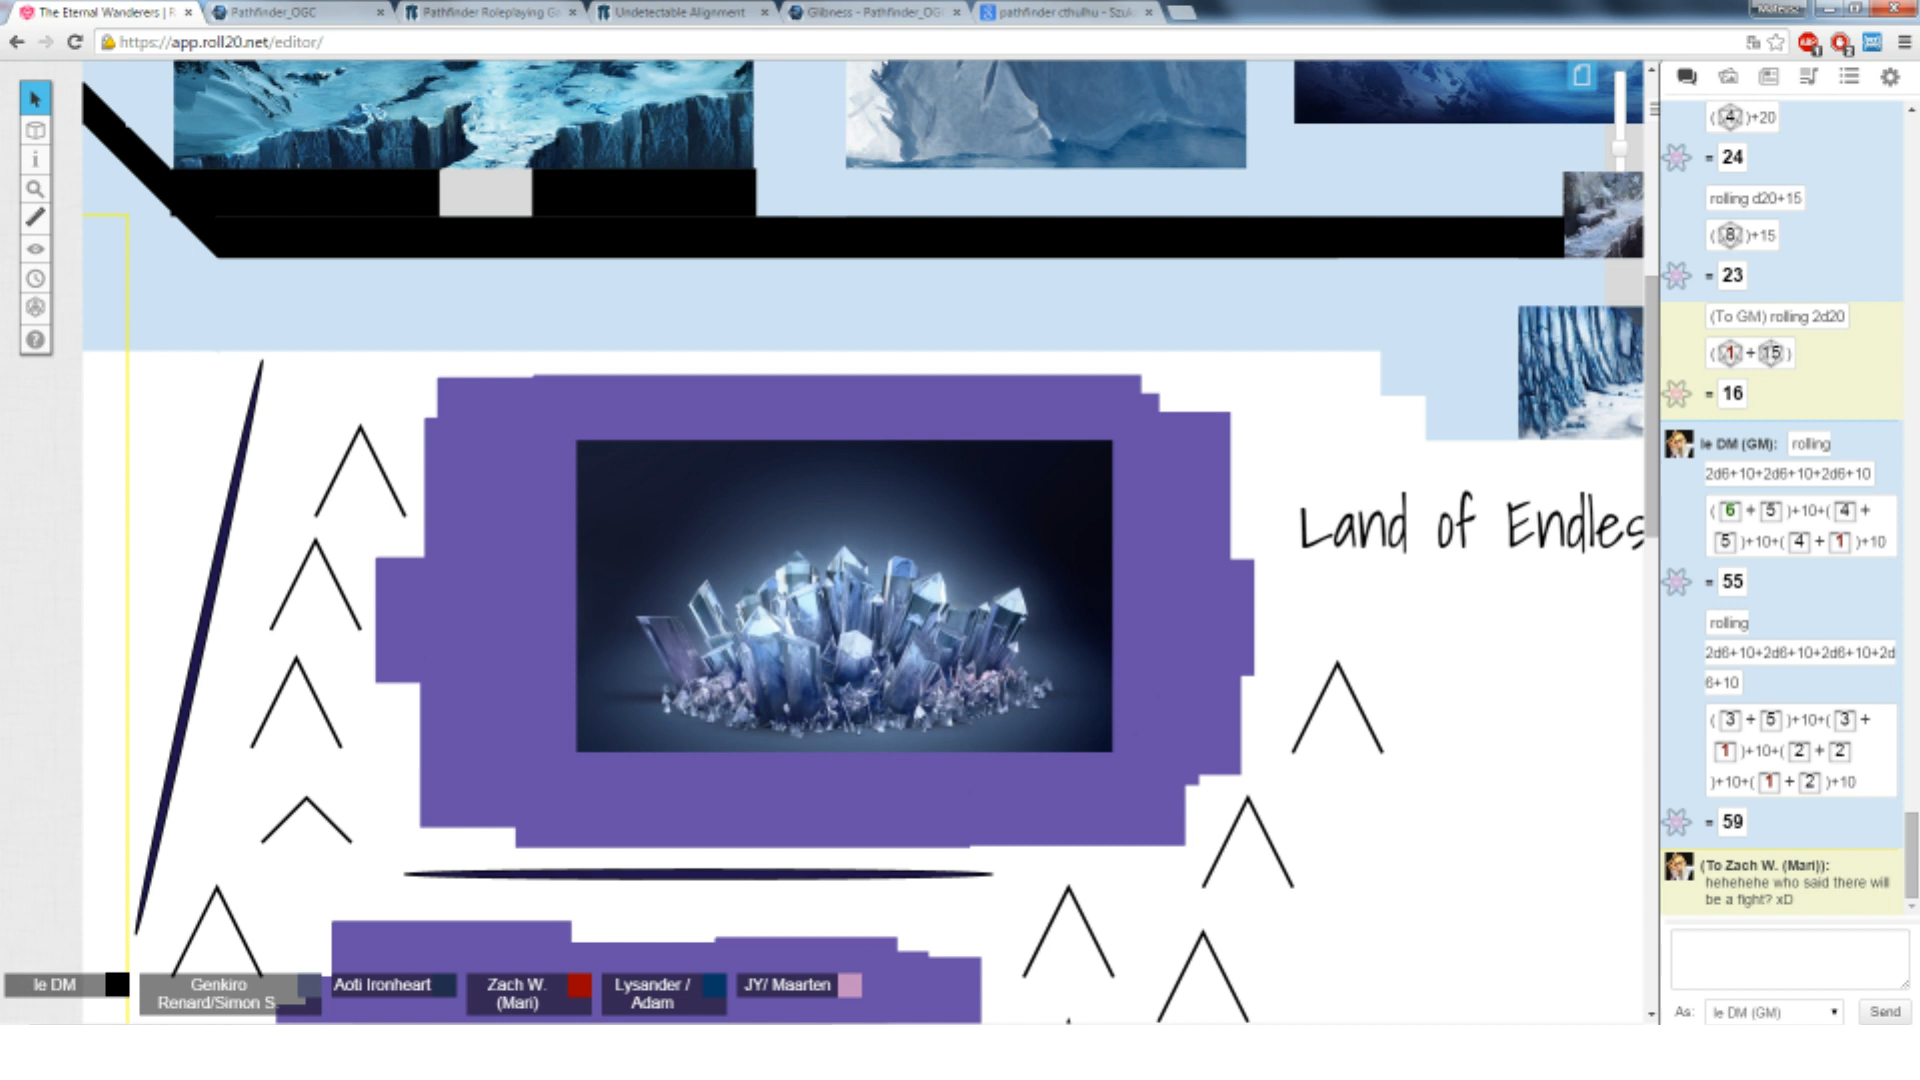 The Eternal Wanderers | R
Pathfinder_OGC
Pathfinder Roleplaying Ga
Undetectable Alignment
Glibness - Pathfinder_OG
pathfinder cthulhu - Szuk
Mateusz
https://app.roll20.net/editor/
(4)+20
= 24
rolling d20+15
(8)+15
= 23
(To GM) rolling 2d20
(1+15)
= 16
le DM (GM): rolling
2d6+10+2d6+10+2d6+10
(6+5)+10+(4+
5)+10+(4+1)+10
= 55
rolling
2d6+10+2d6+10+2d6+10+2d
6+10
(3+5)+10+(3+
1)+10+(2+2
)+10+(1+2)+10
= 59
(To Zach W. (Mari)):
hehehehe who said there will
be a fight? xD
As: le DM (GM)
Send
Land of Endles
le DM
Genkiro
Renard/Simon S.
Aoti Ironheart
Zach W.
(Mari)
Lysander /
Adam
JY/ Maarten